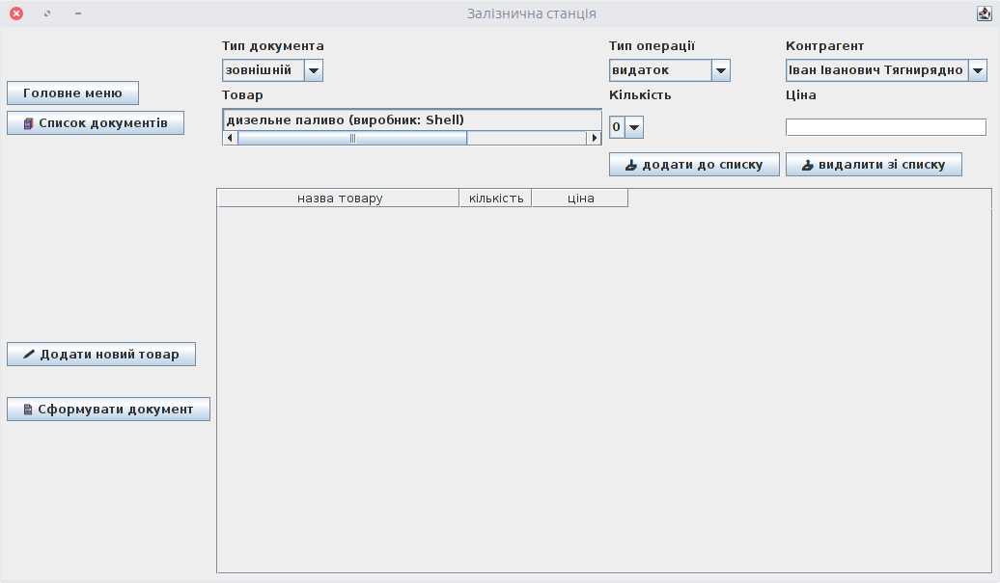 Залізнична станція
Тип документа
Тип операції
Контрагент
зовнішній
видаток
Іван Іванович Тягнирядно
Головне меню
Товар
Кількість
Ціна
Список документів
дизельне паливо (виробник: Shell)
0
додати до списку
видалити зі списку
назва товару
кількість
ціна
Додати новий товар
Сформувати документ